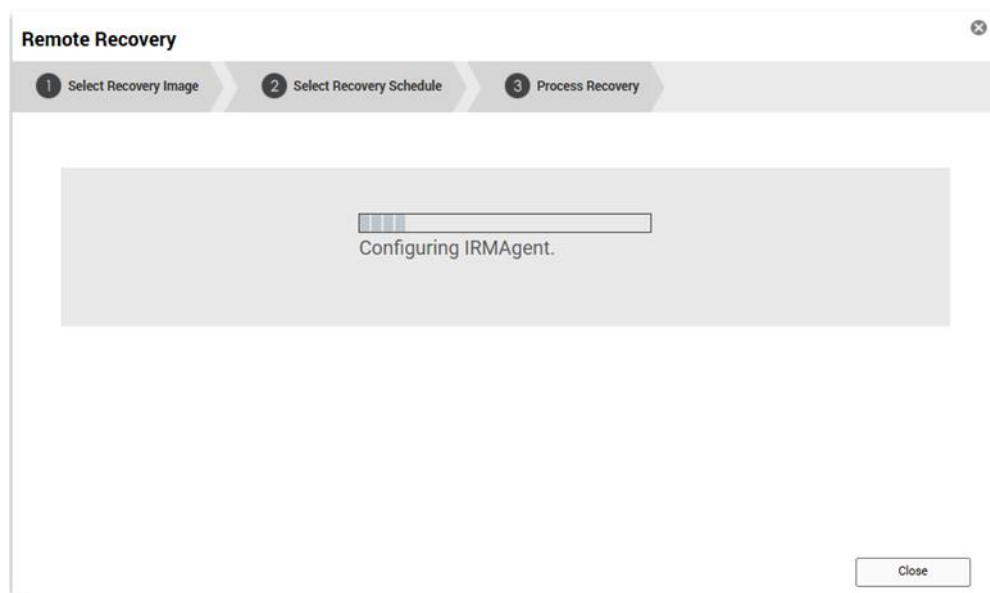 Remote Recovery
1 Select Recovery Image 2 Select Recovery Schedule 3 Process Recovery
Configuring IRMAgent.
Close